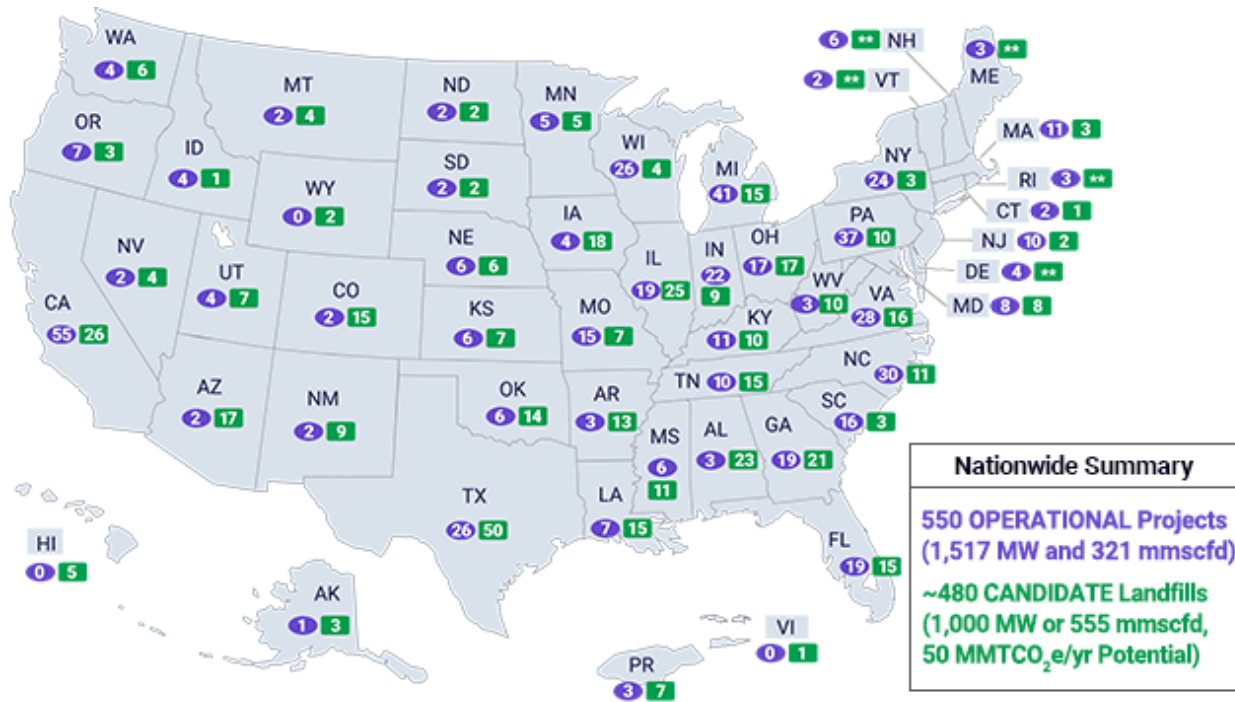 WA
4 6
MT
2 4
ND
2 2
MN
5 5
6 ** NH
2 ** VT
3 **
ME
OR
7 3
ID
4 1
WY
0 2
SD
2 2
WI
26 4
MI
41 15
NY
24 3
MA 11 3
RI 3 **
CT 2 1
NJ 10 2
DE 4 **
MD 8 8
NV
2 4
UT
4 7
CO
2 15
NE
6 6
IA
4 18
IL
19 25
IN
22
9
OH
17 17
PA
37 10
WV
3 10
VA
28 16
CA
55 26
KS
6 7
MO
15 7
KY
11 10
NC
30 11
TN 10 15
AZ
2 17
NM
2 9
OK
6 14
AR
3 13
MS
6
11
AL
3 23
GA
19 21
SC
16 3
TX
26 50
LA
7 15
FL
19 15
HI
0 5
AK
1 3
PR
3 7
VI
0 1
Nationwide Summary
550 OPERATIONAL Projects
(1,517 MW and 321 mmscfd)
~480 CANDIDATE Landfills
(1,000 MW or 555 mmscfd,
50 MMTCO₂e/yr Potential)